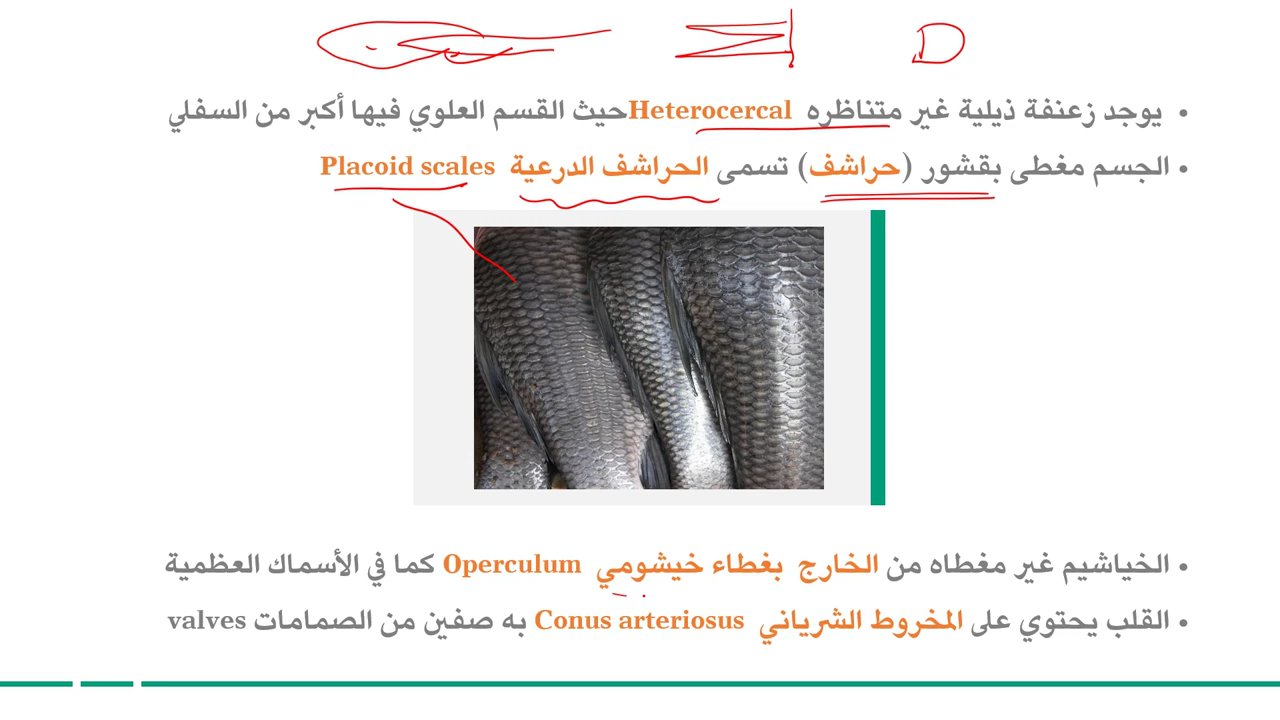 • يوجد زعنفة ذيلية غير متناظره Heterocercal حيث القسم العلوي فيها أكبر من السفلي
• الجسم مغطى بقشور (حراشف) تسمى الحراشف الدرعية Placoid scales
• الخياشيم غير مغطاه من الخارج بغطاء خيشومي Operculum كما في الأسماك العظمية
• القلب يحتوي على المخروط الشرياني Conus arteriosus به صفين من الصمامات valves